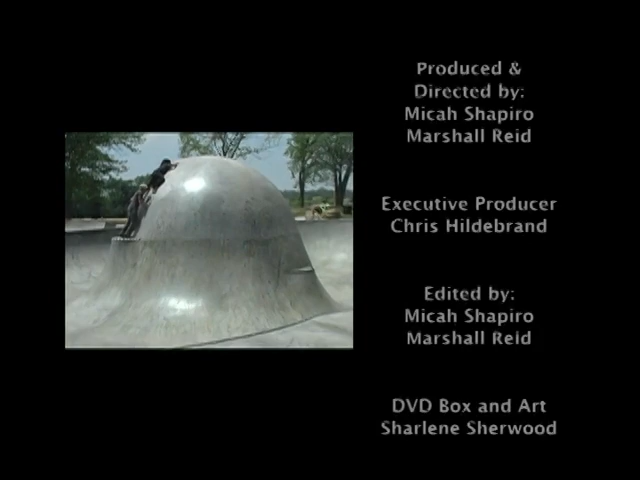 Produced &
Directed by:
Micah Shapiro
Marshall Reid
Executive Producer
Chris Hildebrand
Edited by:
Micah Shapiro
Marshall Reid
DVD Box and Art
Sharlene Sherwood